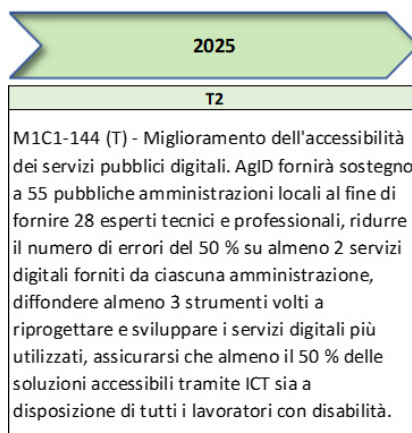 2025
T2
M1C1-144 (T) - Miglioramento dell'accessibilità
dei servizi pubblici digitali. AgID fornirà sostegno
a 55 pubbliche amministrazioni locali al fine di
fornire 28 esperti tecnici e professionali, ridurre
il numero di errori del 50 % su almeno 2 servizi
digitali forniti da ciascuna amministrazione,
diffondere almeno 3 strumenti volti a
riprogettare e sviluppare i servizi digitali più
utilizzati, assicurarsi che almeno il 50 % delle
soluzioni accessibili tramite ICT sia a
disposizione di tutti i lavoratori con disabilità.